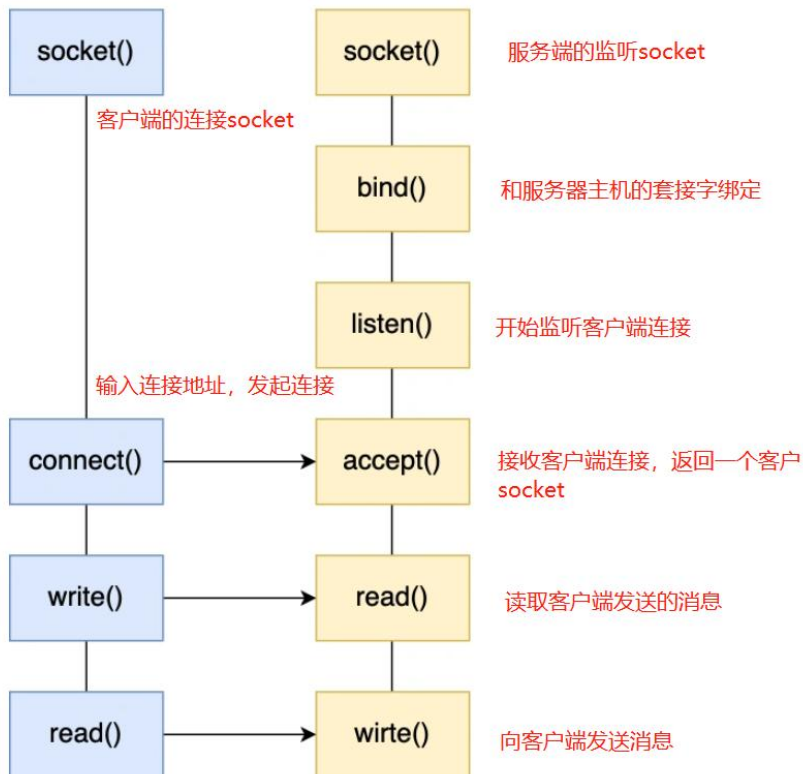 socket()
socket()
服务端的监听socket
客户端的连接socket
bind()
和服务器主机的套接字绑定
listen()
开始监听客户端连接
输入连接地址，发起连接
connect()
accept()
接收客户端连接，返回一个客户
socket
write()
read()
读取客户端发送的消息
read()
wirte()
向客户端发送消息